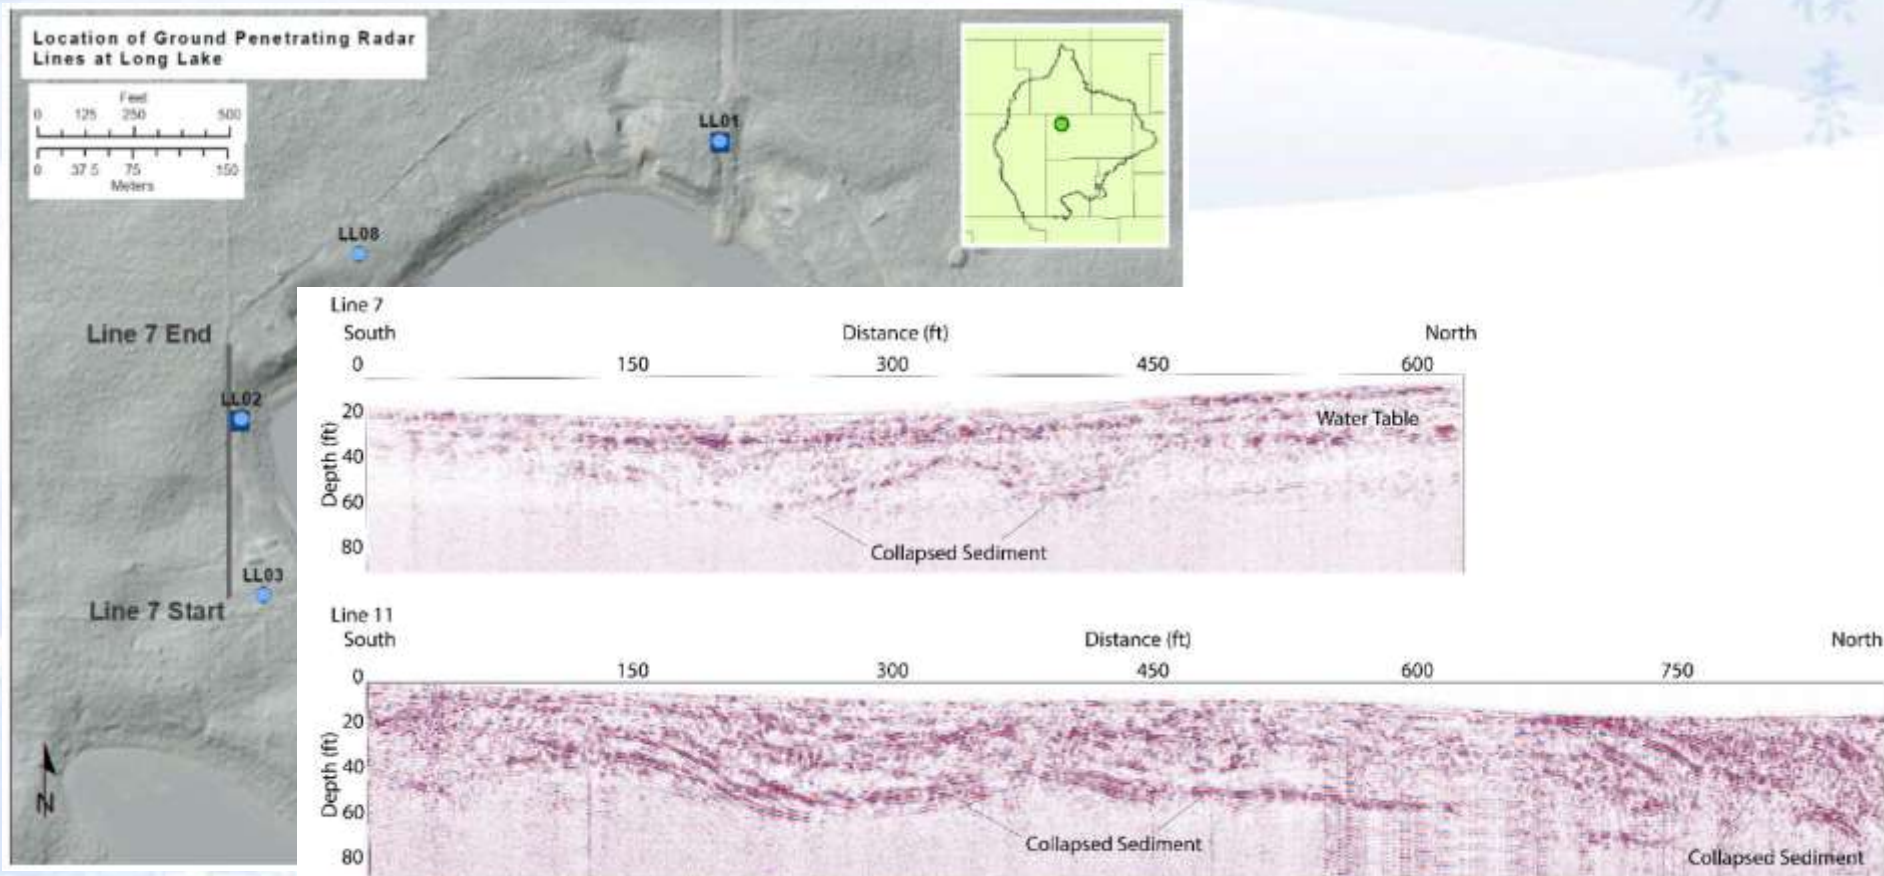 Location of Ground Penetrating Radar
Lines at Long Lake
Feet
0 125 250 500
0 37.5 75 150
Meters
LL01
LL08
Line 7 End
LL02
LL03
Line 7 Start
N
Line 7
South Distance (ft) North
0 150 300 450 600
20
40
60
80
Depth (ft)
Water Table
Collapsed Sediment
Line 11
South Distance (ft) North
0 150 300 450 600 750
20
40
60
80
Depth (ft)
Collapsed Sediment
Collapsed Sediment